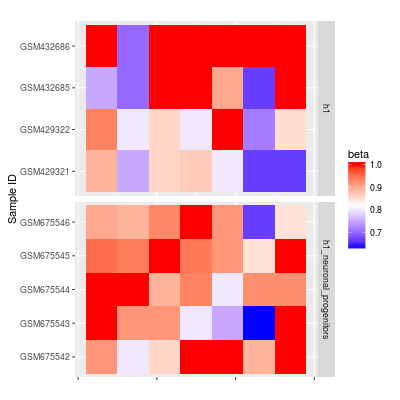 Sample ID
GSM432686
GSM432685
GSM429322
GSM429321
h1
GSM675546
GSM675545
GSM675544
GSM675543
GSM675542
h1_neuronal_progenitors
beta
1.0
0.9
0.8
0.7